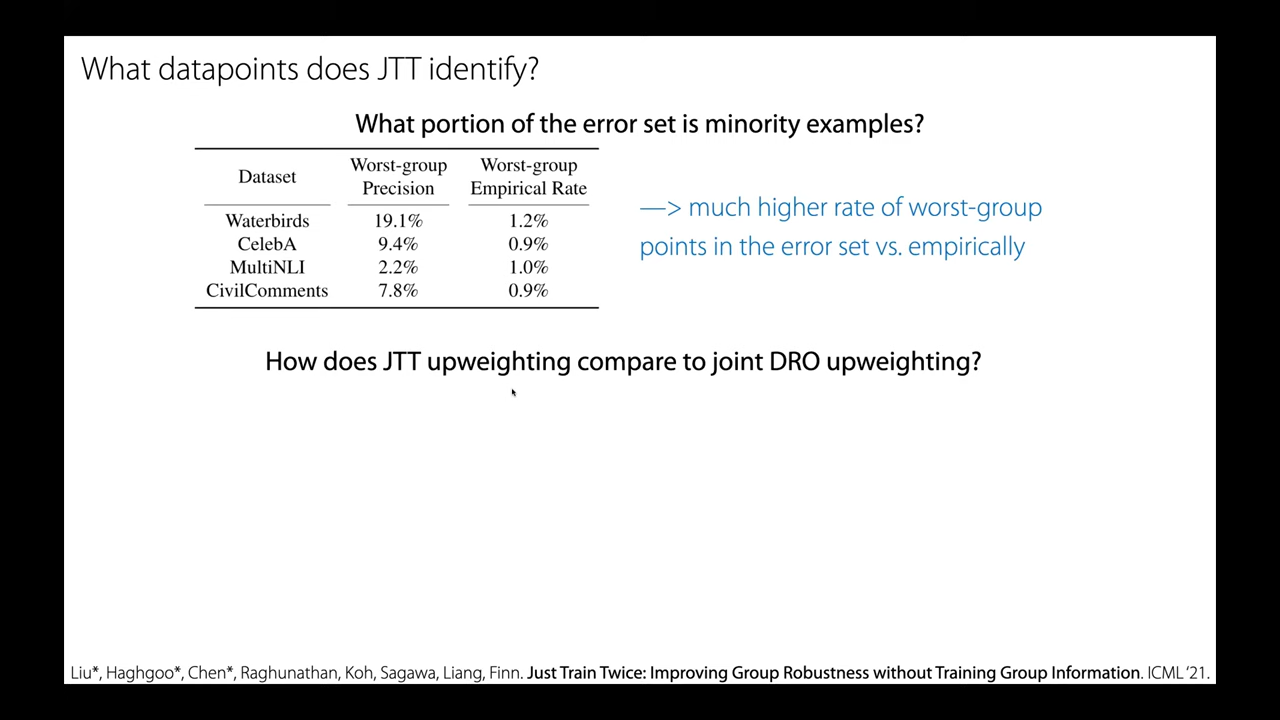 What datapoints does JTT identify?
What portion of the error set is minority examples?
Dataset Worst-group Precision Worst-group Empirical Rate
Waterbirds 19.1% 1.2%
CelebA 9.4% 0.9%
MultiNLI 2.2% 1.0%
CivilComments 7.8% 0.9%
—> much higher rate of worst-group
points in the error set vs. empirically
How does JTT upweighting compare to joint DRO upweighting?
Liu*, Haghgoo*, Chen*, Raghunathan, Koh, Sagawa, Liang, Finn. Just Train Twice: Improving Group Robustness without Training Group Information. ICML ‘21.